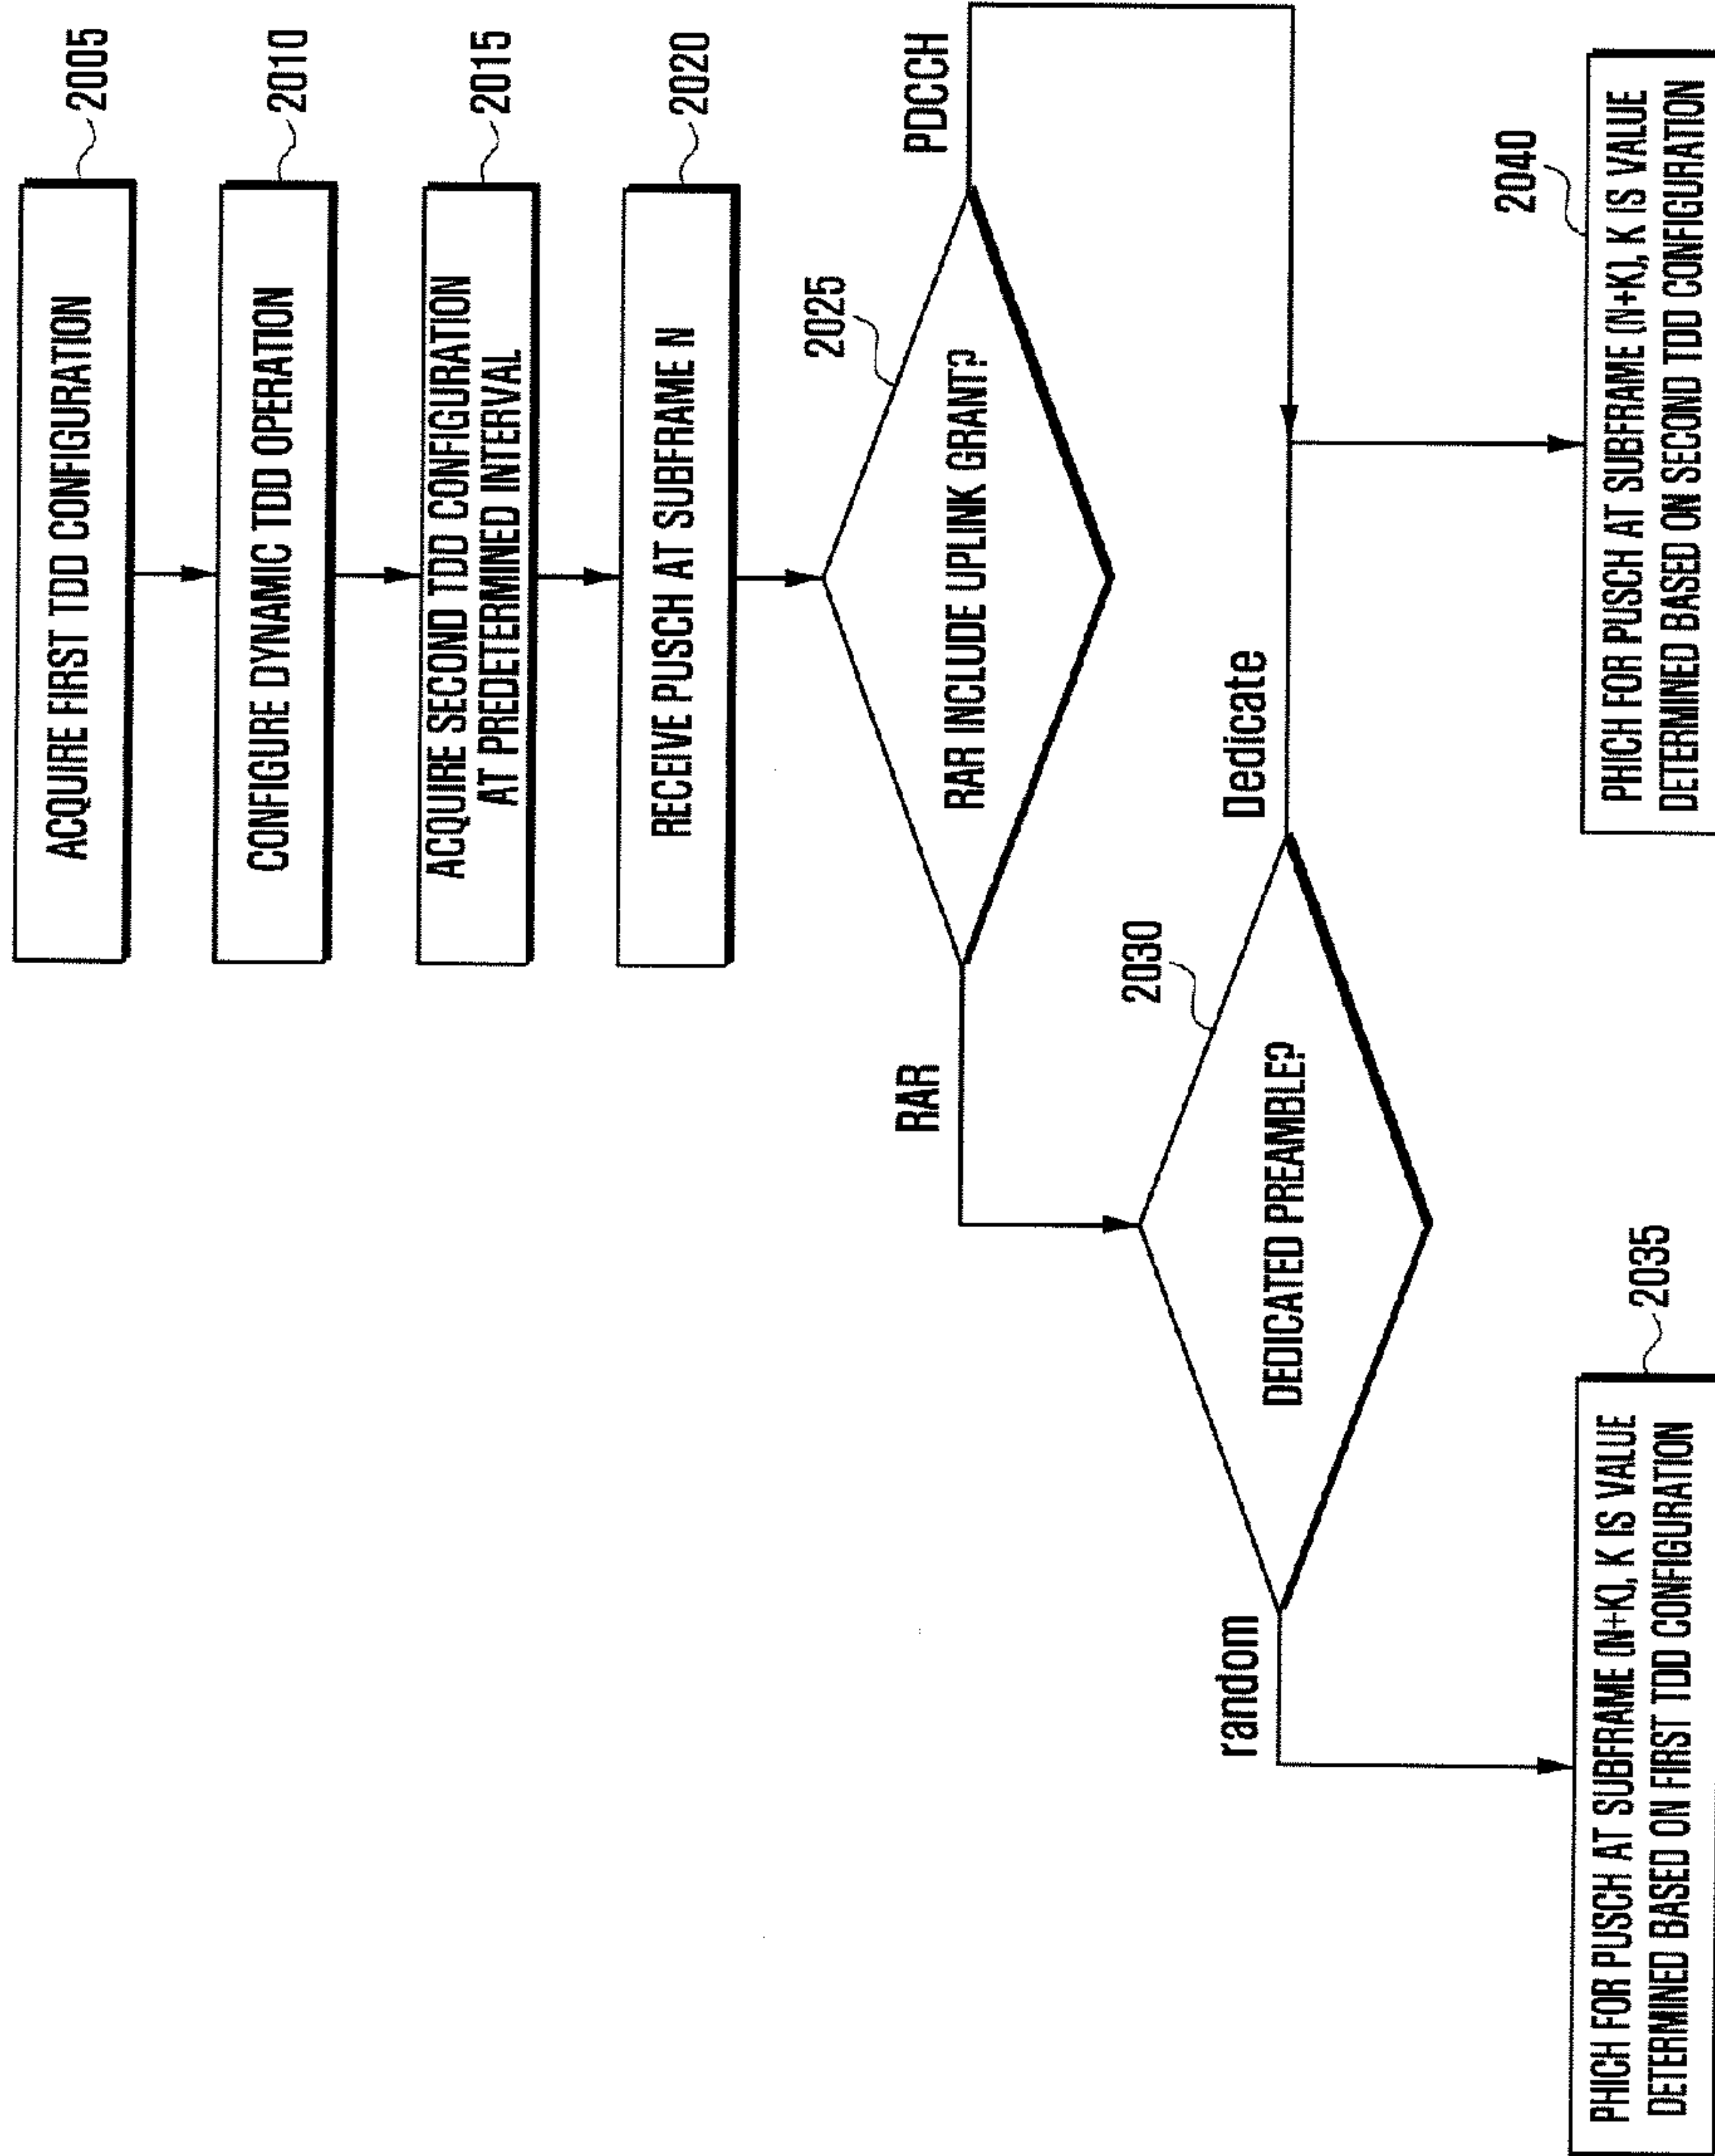 ACQUIRE FIRST TDD CONFIGURATION
2005
CONFIGURE DYNAMIC TDD OPERATION
2010
ACQUIRE SECOND TDD CONFIGURATION
AT PREDETERMINED INTERVAL
2015
RECEIVE PUSCH AT SUBFRAME N
2020
RAR INCLUDE UPLINK GRANT?
2025
RAR
PDCCH
DEDICATED PREAMBLE?
2030
random
Dedicate
PHICH FOR PUSCH AT SUBFRAME (N+K), K IS VALUE
DETERMINED BASED ON FIRST TDD CONFIGURATION
2035
PHICH FOR PUSCH AT SUBFRAME (N+K), K IS VALUE
DETERMINED BASED ON SECOND TDD CONFIGURATION
2040